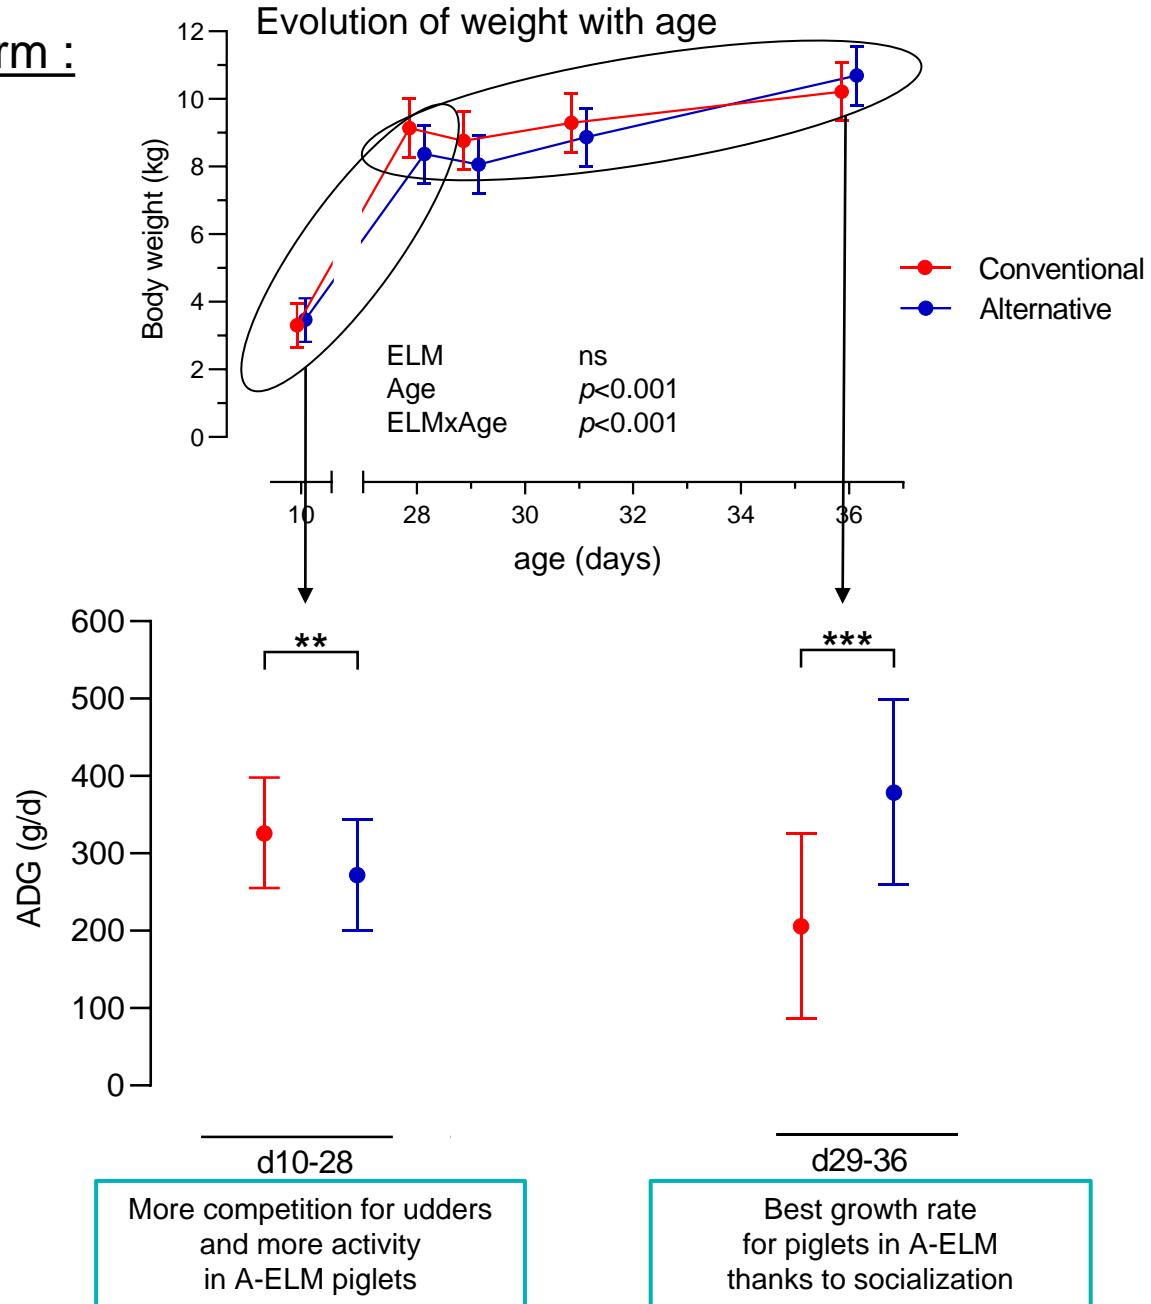 Evolution of weight with age
rm :
12
10
8
6
4
2
0
Body weight (kg)
Conventional
Alternative
ELM ns
Age p<0.001
ELMxAge p<0.001
10 28 30 32 34 36
age (days)
600
500
400
300
200
100
0
ADG (g/d)
** ***
d10-28 d29-36
More competition for udders
and more activity
in A-ELM piglets
Best growth rate
for piglets in A-ELM
thanks to socialization